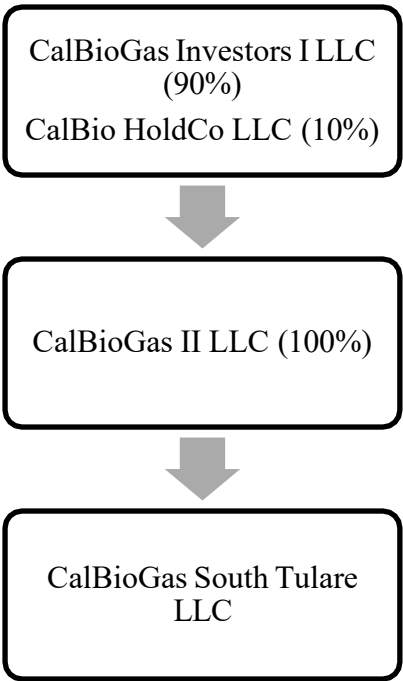 CalBioGas Investors I LLC
(90%)
CalBio HoldCo LLC (10%)
CalBioGas II LLC (100%)
CalBioGas South Tulare
LLC